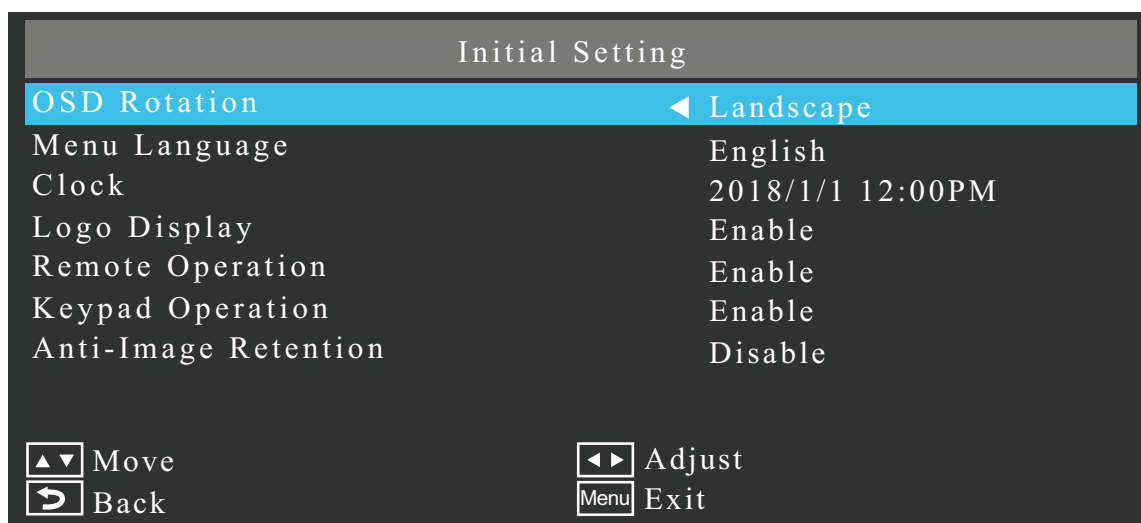 Initial Setting
OSD Rotation Landscape
Menu Language English
Clock 2018/1/1 12:00PM
Logo Display Enable
Remote Operation Enable
Keypad Operation Enable
Anti-Image Retention Disable
Move Adjust
Back Menu Exit